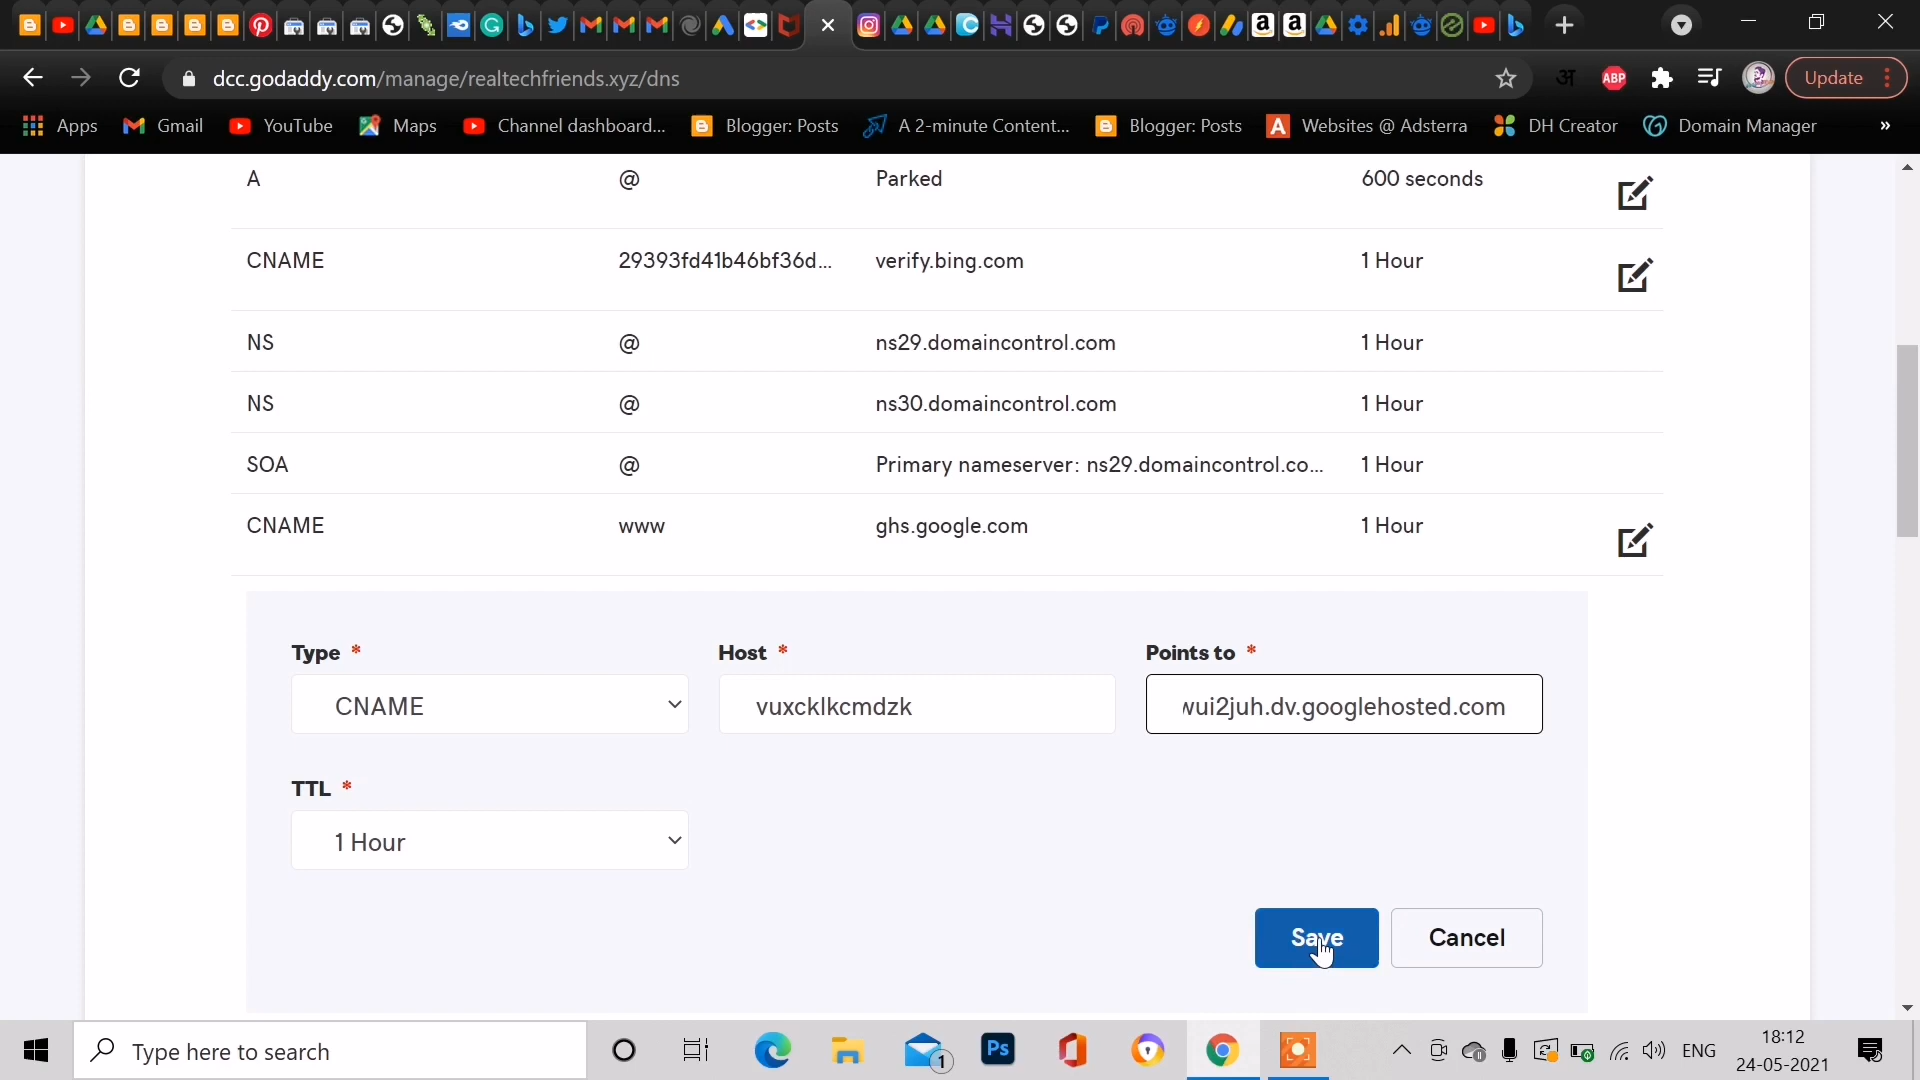 dcc.godaddy.com/manage/realtechfriends.xyz/dns
ABP
Update
Apps
Gmail
YouTube
Maps
Channel dashboard...
Blogger: Posts
A 2-minute Content...
Blogger: Posts
Websites @ Adsterra
DH Creator
Domain Manager
»
A @ Parked 600 seconds
CNAME 29393fd41b46bf36d... verify.bing.com 1 Hour
NS @ ns29.domaincontrol.com 1 Hour
NS @ ns30.domaincontrol.com 1 Hour
SOA @ Primary nameserver: ns29.domaincontrol.co... 1 Hour
CNAME www ghs.google.com 1 Hour
Type * Host * Points to *
CNAME vuxcklkcmdzk wui2juh.dv.googlehosted.com
TTL *
1 Hour
Save Cancel
Type here to search
1
Ps
ENG
18:12
24-05-2021